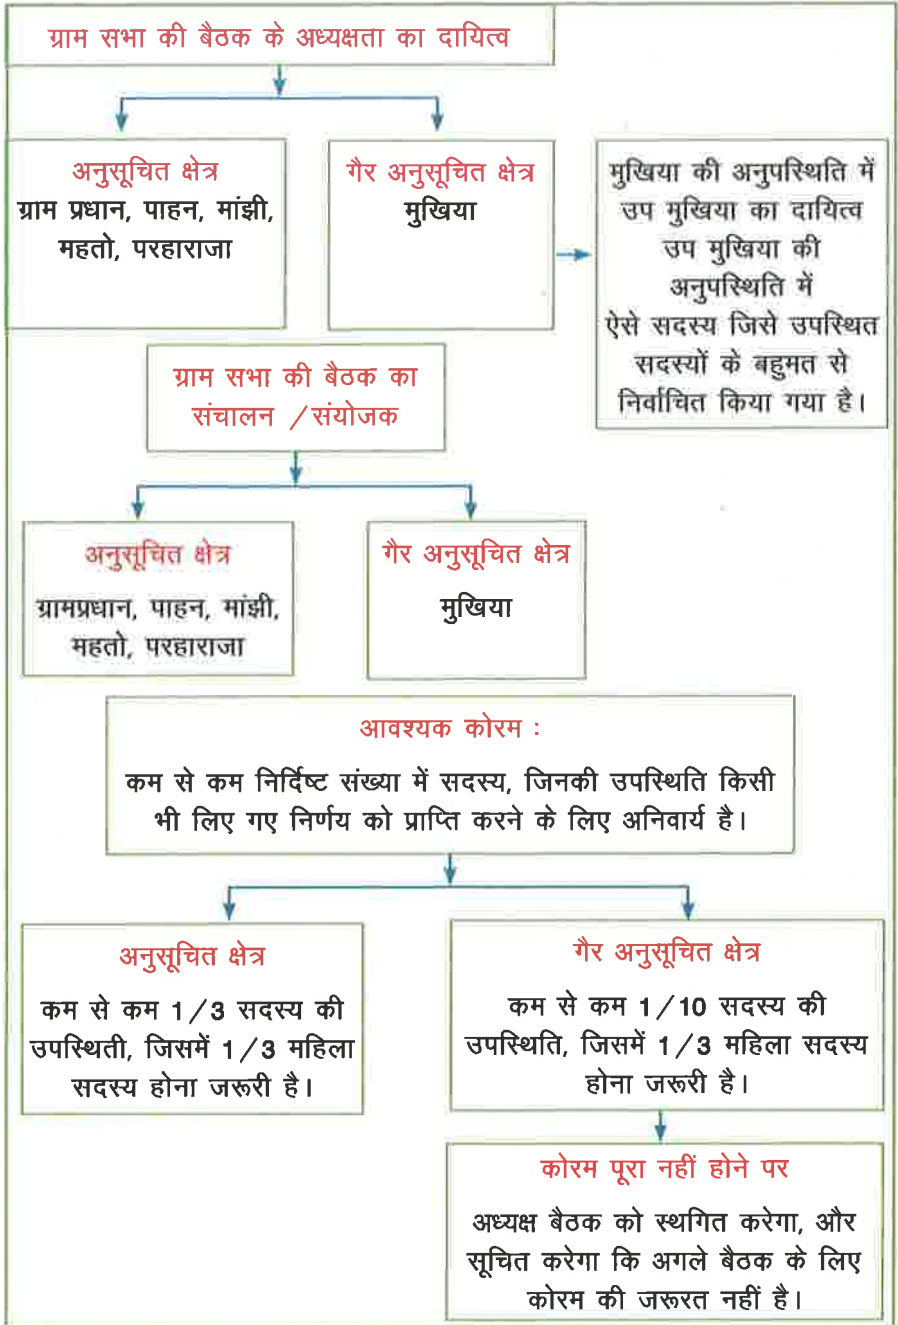 ग्राम सभा की बैठक के अध्यक्षता का दायित्व
अनुसूचित क्षेत्र
ग्राम प्रधान, पाहन, मांझी,
महतो, परहाराजा
गैर अनुसूचित क्षेत्र
मुखिया
मुखिया की अनुपस्थिति में
उप मुखिया का दायित्व
उप मुखिया की
अनुपस्थिति में
ऐसे सदस्य जिसे उपस्थित
सदस्यों के बहुमत से
निर्वाचित किया गया है।
ग्राम सभा की बैठक का
संचालन /संयोजक
अनुसूचित क्षेत्र
ग्रामप्रधान, पाहन, मांझी,
महतो, परहाराजा
गैर अनुसूचित क्षेत्र
मुखिया
आवश्यक कोरम :
कम से कम निर्दिष्ट संख्या में सदस्य, जिनकी उपस्थिति किसी
भी लिए गए निर्णय को प्राप्ति करने के लिए अनिवार्य है।
अनुसूचित क्षेत्र
कम से कम 1/3 सदस्य की
उपस्थिती, जिसमें 1/3 महिला
सदस्य होना जरूरी है।
गैर अनुसूचित क्षेत्र
कम से कम 1/10 सदस्य की
उपस्थिति, जिसमें 1/3 महिला सदस्य
होना जरूरी है।
कोरम पूरा नहीं होने पर
अध्यक्ष बैठक को स्थगित करेगा, और
सूचित करेगा कि अगले बैठक के लिए
कोरम की जरूरत नहीं है।